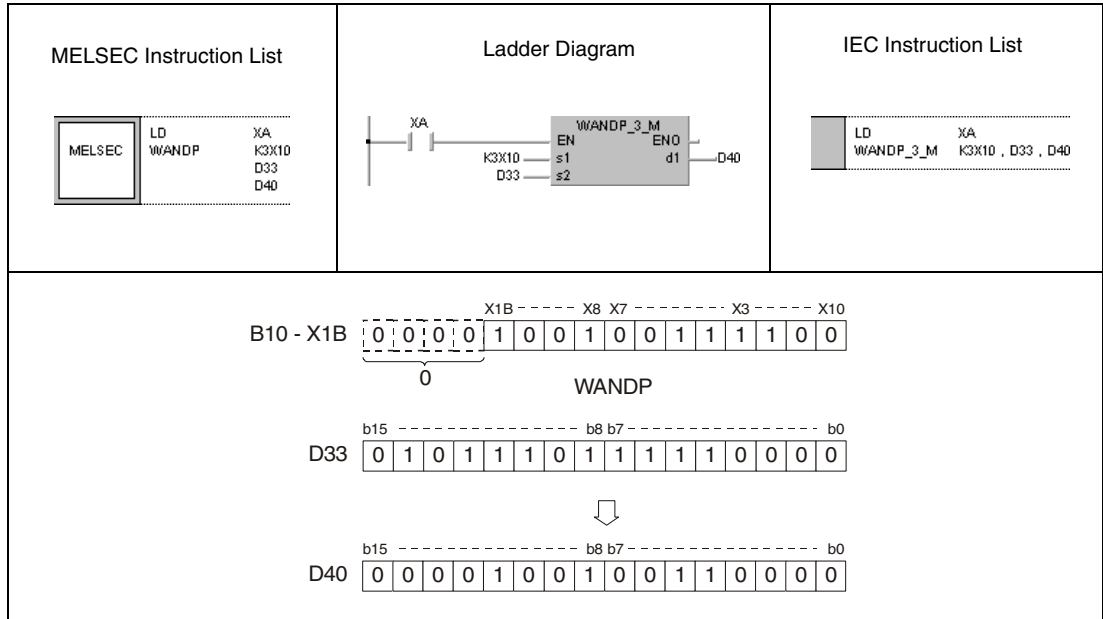 MELSEC Instruction List
MELSEC
LD XA
WANDP K3X10
D33
D40
Ladder Diagram
XA
WANDP_3_M
EN ENO
K3X10 s1 d1 D40
D33 s2
IEC Instruction List
LD XA
WANDP_3_M K3X10 , D33 , D40
X1B X8 X7 X3 X10
B10 - X1B 0 0 0 0 1 0 0 1 0 0 1 1 1 1 0 0
0
WANDP
b15 b8 b7 b0
D33 0 1 0 1 1 1 0 1 1 1 1 1 0 0 0 0
b15 b8 b7 b0
D40 0 0 0 0 1 0 0 1 0 0 1 1 0 0 0 0